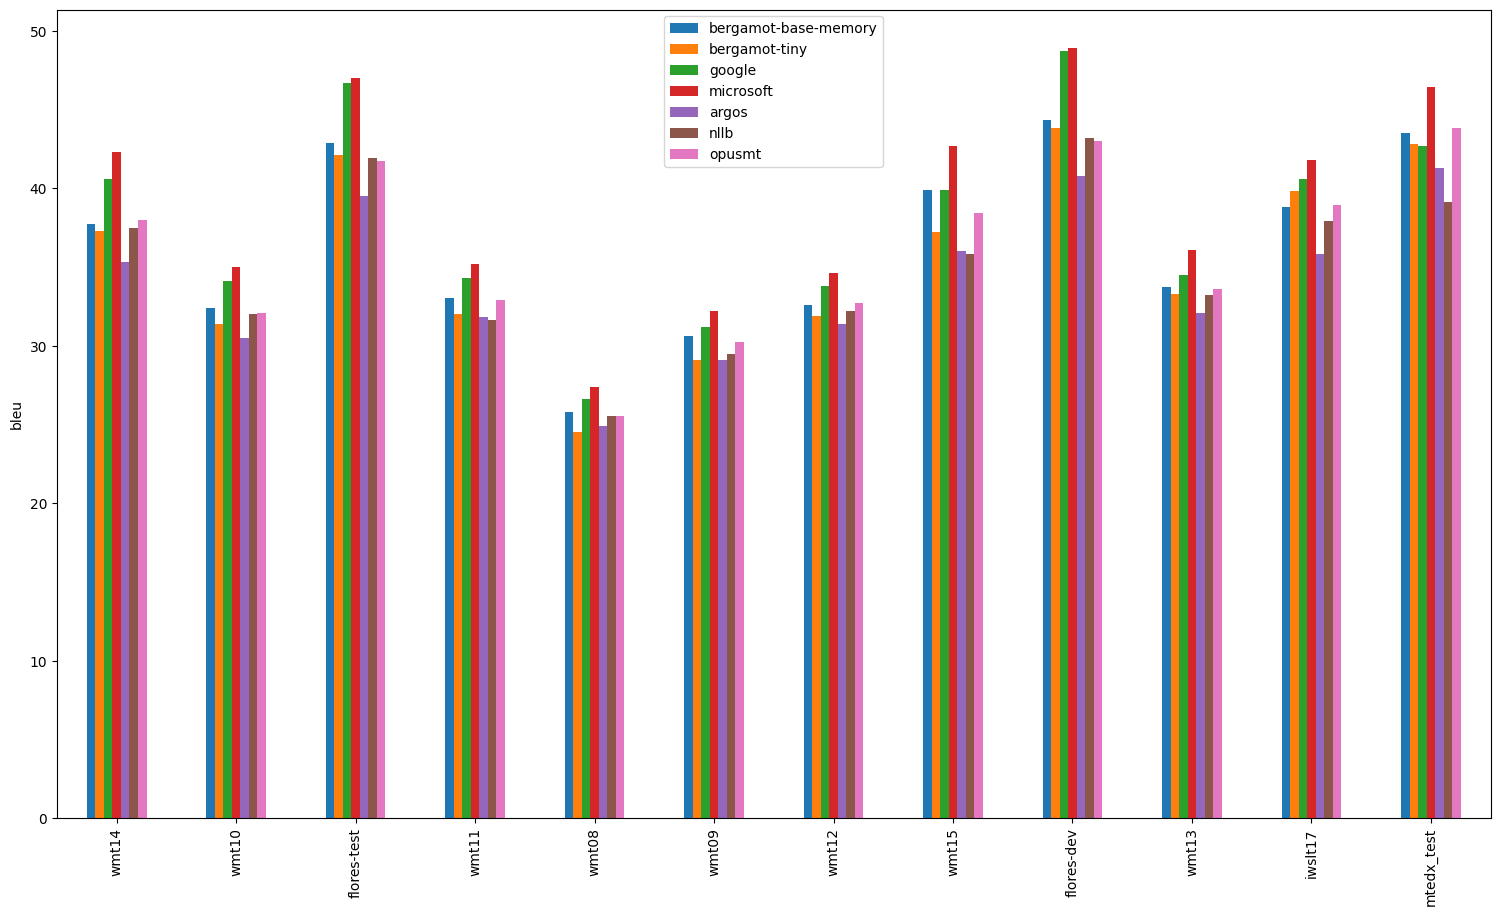 bergamot-base-memory
bergamot-tiny
google
microsoft
argos
nllb
opusmt
bleu
50
40
30
20
10
0
wmt14
wmt10
flores-test
wmt11
wmt08
wmt09
wmt12
wmt15
flores-dev
wmt13
iwslt17
mtedx_test